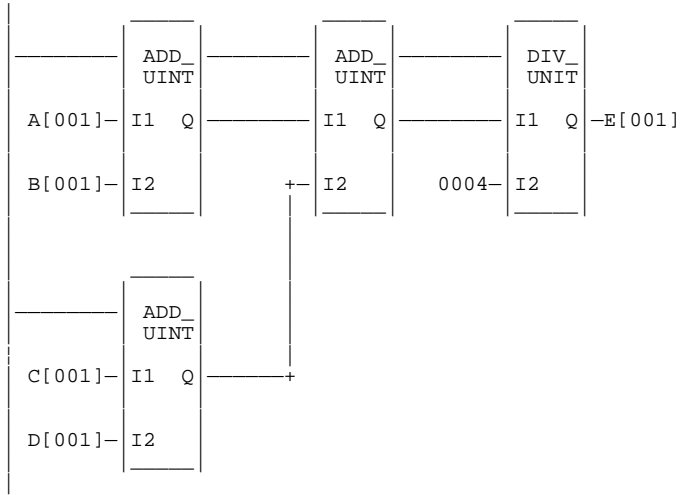 ADD_ ADD_ DIV_
UINT UINT UNIT
A[001] I1 Q I1 Q I1 Q E[001]
B[001] I2 I2 0004 I2
ADD_
UINT
C[001] I1 Q
D[001] I2